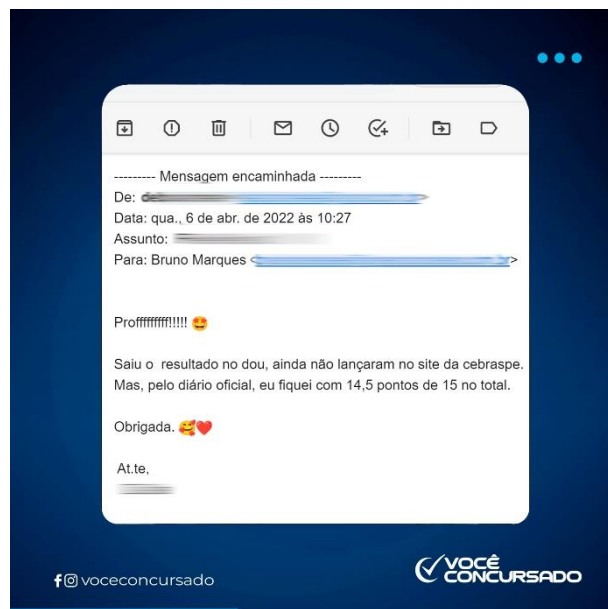 --------- Mensagem encaminhada ---------
De:
Data: qua., 6 de abr. de 2022 às 10:27
Assunto:
Para: Bruno Marques < >
Proffffffff!!!!! 🤩
Saiu o resultado no dou, ainda não lançaram no site da cebraspe.
Mas, pelo diário oficial, eu fiquei com 14,5 pontos de 15 no total.
Obrigada. 🥰❤️
At.te,
voceconcursado
VOCÊ
CONCURSADO